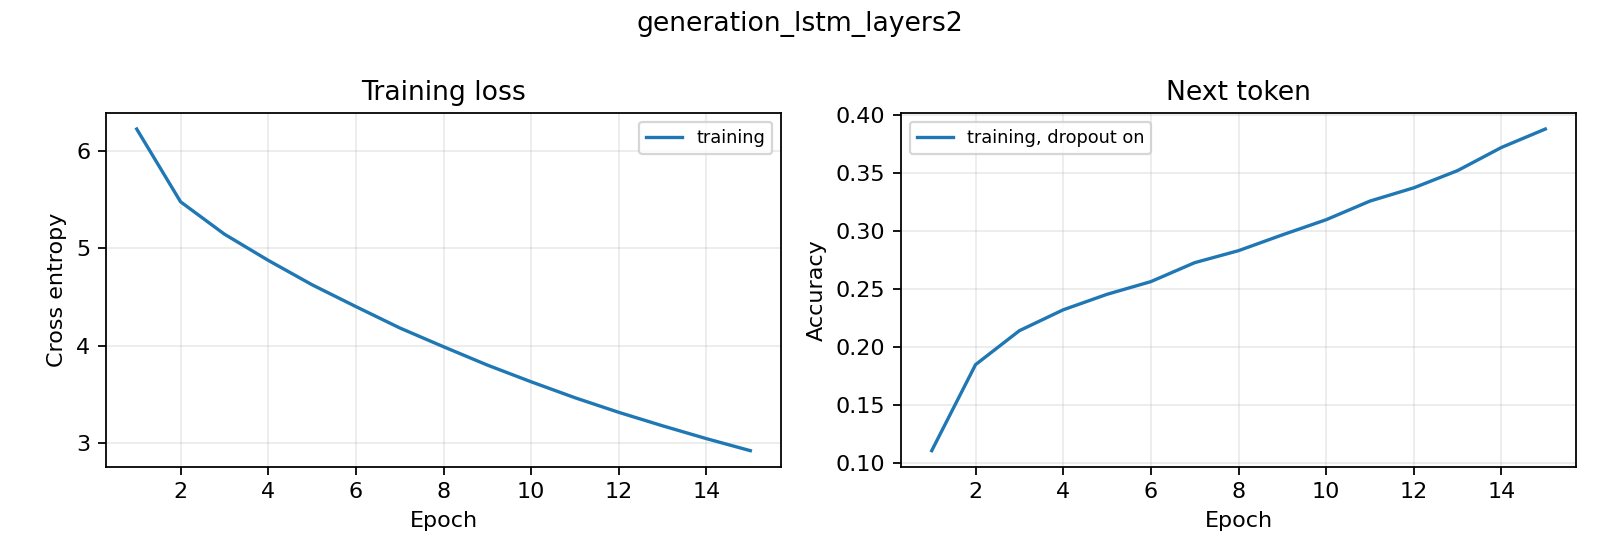 generation_lstm_layers2
Training loss
training
Cross entropy
6
5
4
3
2 4 6 8 10 12 14
Epoch
Next token
training, dropout on
Accuracy
0.40
0.35
0.30
0.25
0.20
0.15
0.10
2 4 6 8 10 12 14
Epoch